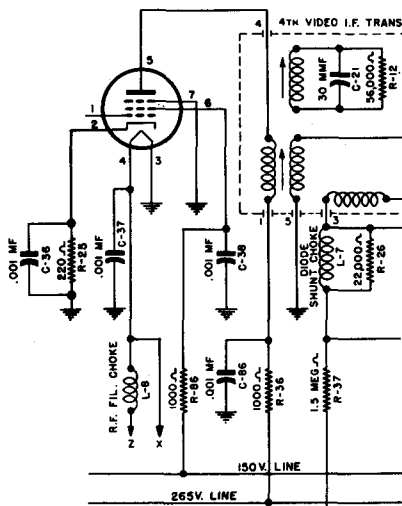 4 4TH VIDEO I.F. TRANS
5
7
6
1
2
4
3
30 MMF
C-21
56,000Ω
R-12
1
5
3
.001 MF
C-36
220Ω
R-25
.001 MF
C-37
.001 MF
C-38
DIODE
SHUNT CHOKE
L-7
22,000Ω
R-26
R.F. FIL. CHOKE
L-8
Z
X
1000Ω
R-86
.001 MF
C-86
1000Ω
R-36
1.5 MEG Ω
R-37
150V. LINE
265V. LINE